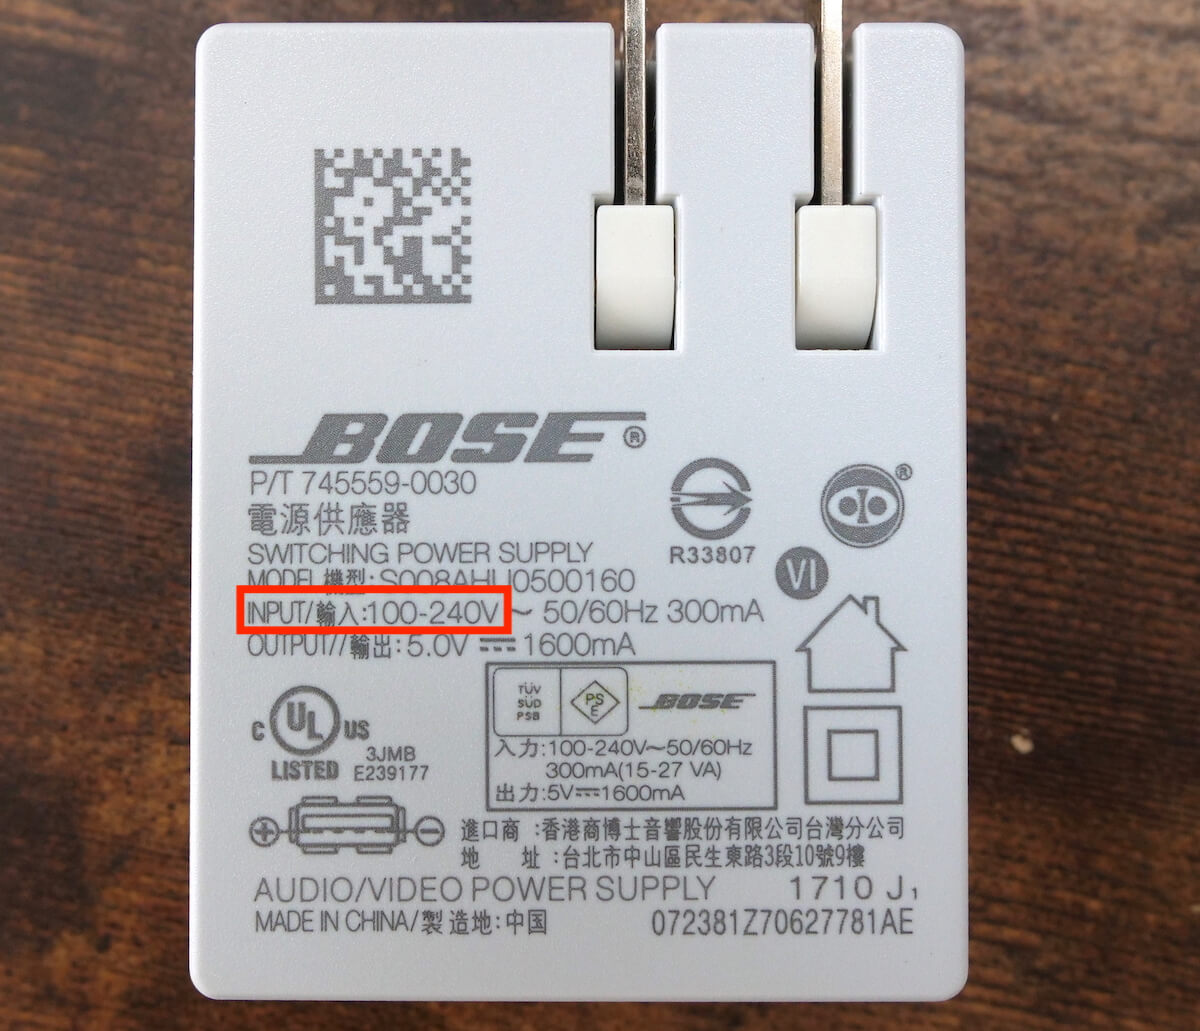 BOSE®
P/T 745559-0030
電源供應器
SWITCHING POWER SUPPLY
MODEL機型:S008AHU0500160
INPUT/輸入:100-240V～ 50/60Hz 300mA
OUTPUT//輸出:5.0V⎓1600mA
R33807
®
VI
C UL US
LISTED
3JMB
E239177
TÜV
SÜD
PSB
PS
E
BOSE
入力:100-240V～50/60Hz
300mA(15-27 VA)
出力:5V⎓1600mA
進口商 :香港商博士音響股份有限公司台灣分公司
地 址:台北市中山區民生東路3段10號9樓
AUDIO/VIDEO POWER SUPPLY 1710 J1
MADE IN CHINA/製造地:中国 072381Z70627781AE